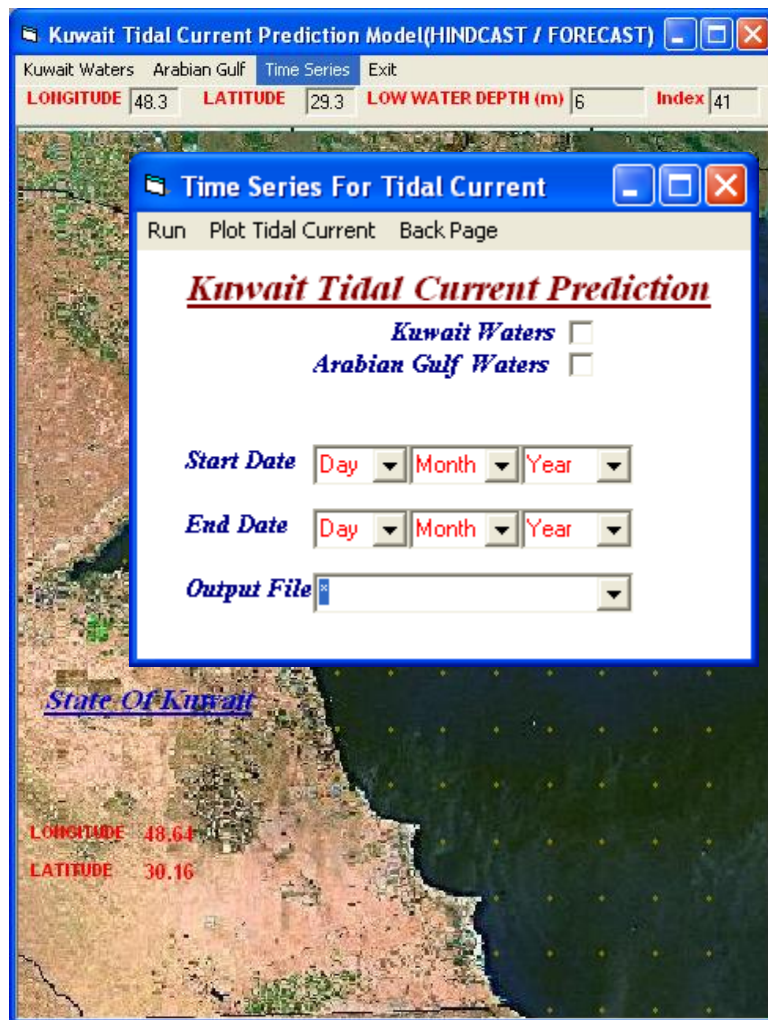 Kuwait Tidal Current Prediction Model(HINDCAST / FORECAST)
Kuwait Waters Arabian Gulf Time Series Exit
LONGITUDE 48.3 LATITUDE 29.3 LOW WATER DEPTH (m) 6 Index 41
Time Series For Tidal Current
Run Plot Tidal Current Back Page
Kuwait Tidal Current Prediction
Kuwait Waters
Arabian Gulf Waters
Start Date Day Month Year
End Date Day Month Year
Output File *
State Of Kuwait
LONGITUDE 48.64
LATITUDE 30.16